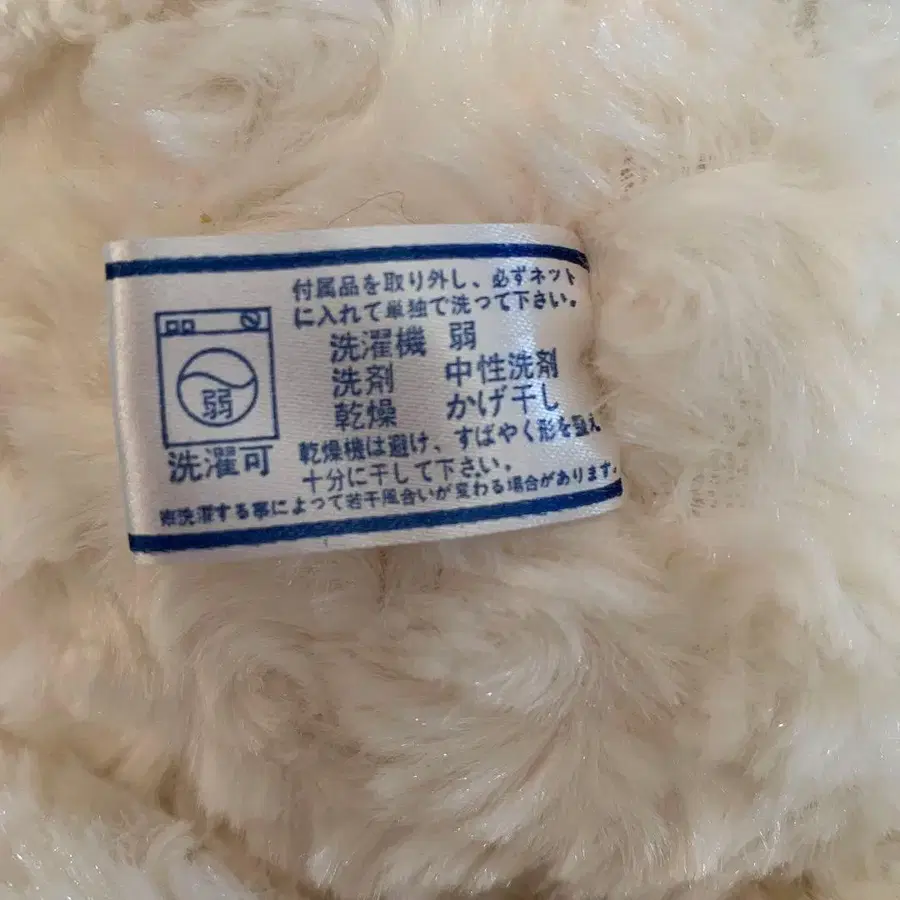 付属品を取り外し、必ずネット
に入れて単独で洗って下さい。
洗濯機 弱
洗剤 中性洗剤
乾燥 かげ干し
乾燥機は避け、すばやく形を整え
十分に干して下さい。
※洗濯する事によって若干風合いが変わる場合があります。
弱
洗濯可